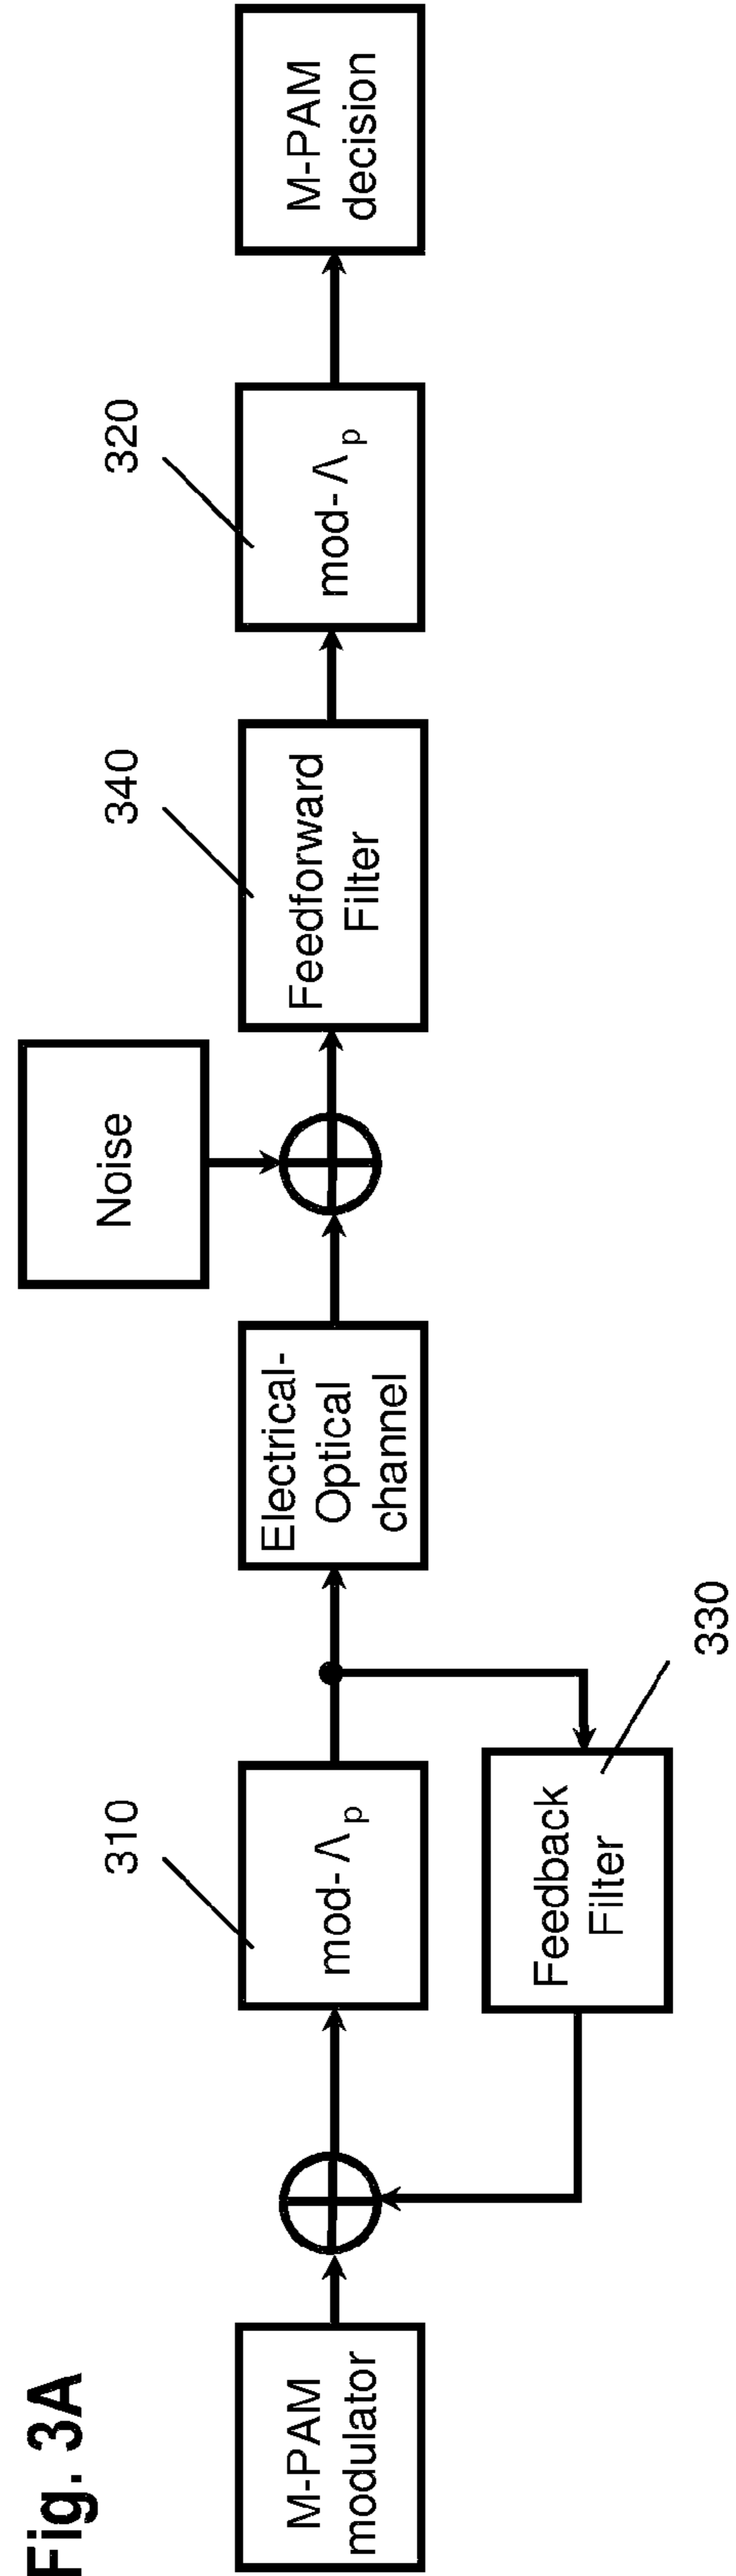 Fig. 3A
M-PAM
modulator
310
mod-Λp
Feedback
Filter
330
Electrical-
Optical
channel
Noise
340
Feedforward
Filter
320
mod-Λp
M-PAM
decision